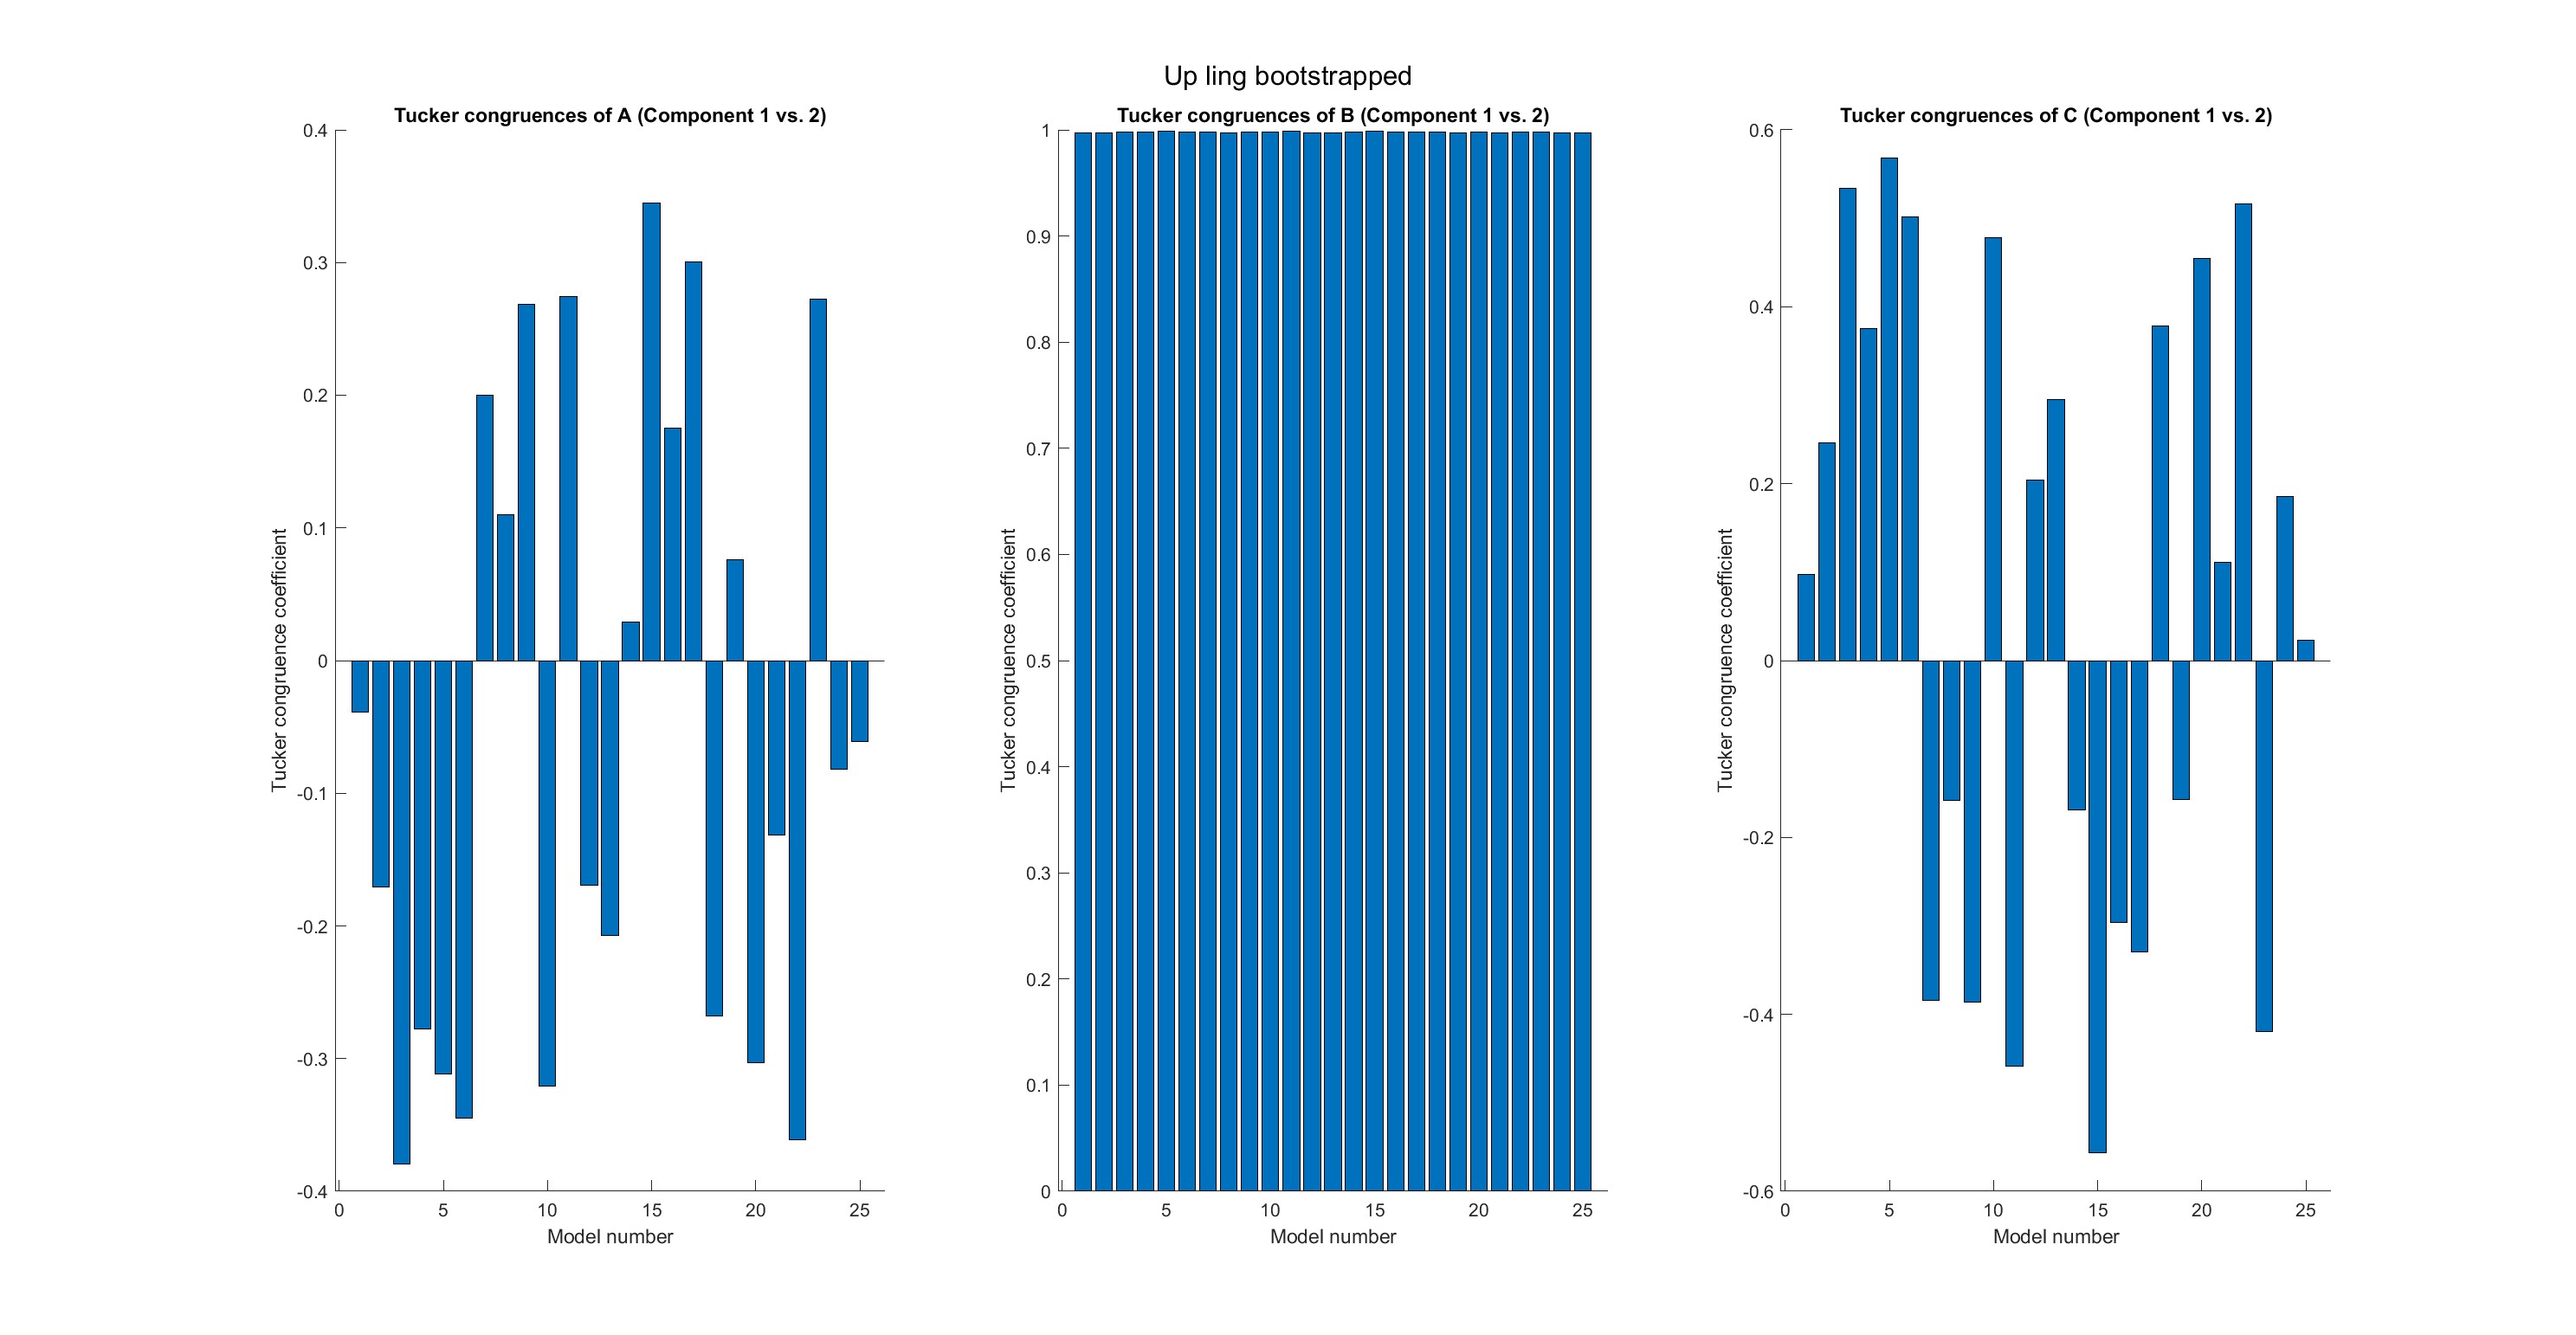 Up ling bootstrapped
Tucker congruences of A (Component 1 vs. 2)
0.4
0.3
0.2
0.1
0
-0.1
-0.2
-0.3
-0.4
Tucker congruence coefficient
0 5 10 15 20 25
Model number
Tucker congruences of B (Component 1 vs. 2)
1
0.9
0.8
0.7
0.6
0.5
0.4
0.3
0.2
0.1
0
Tucker congruence coefficient
0 5 10 15 20 25
Model number
Tucker congruences of C (Component 1 vs. 2)
0.6
0.4
0.2
0
-0.2
-0.4
-0.6
Tucker congruence coefficient
0 5 10 15 20 25
Model number